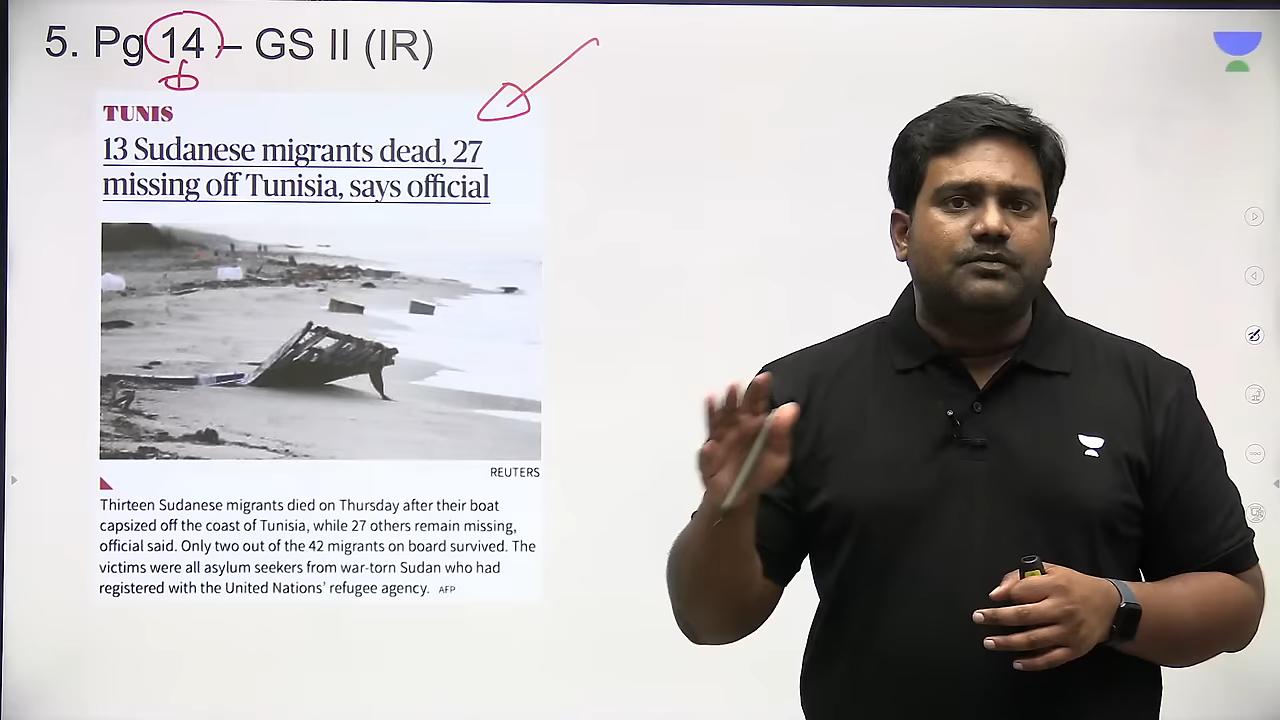 5. Pg 14 – GS II (IR)
TUNIS
13 Sudanese migrants dead, 27
missing off Tunisia, says official
REUTERS
Thirteen Sudanese migrants died on Thursday after their boat
capsized off the coast of Tunisia, while 27 others remain missing,
official said. Only two out of the 42 migrants on board survived. The
victims were all asylum seekers from war-torn Sudan who had
registered with the United Nations' refugee agency. AFP